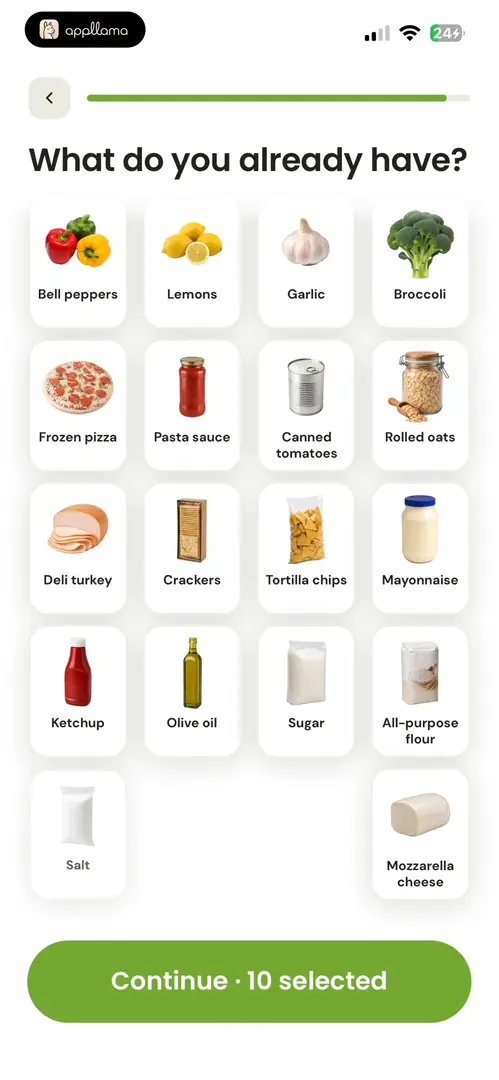 appllama
24
What do you already have?
Bell peppers
Lemons
Garlic
Broccoli
Frozen pizza
Pasta sauce
Canned
tomatoes
Rolled oats
Deli turkey
Crackers
Tortilla chips
Mayonnaise
Ketchup
Olive oil
Sugar
All-purpose
flour
Salt
Mozzarella
cheese
Continue · 10 selected